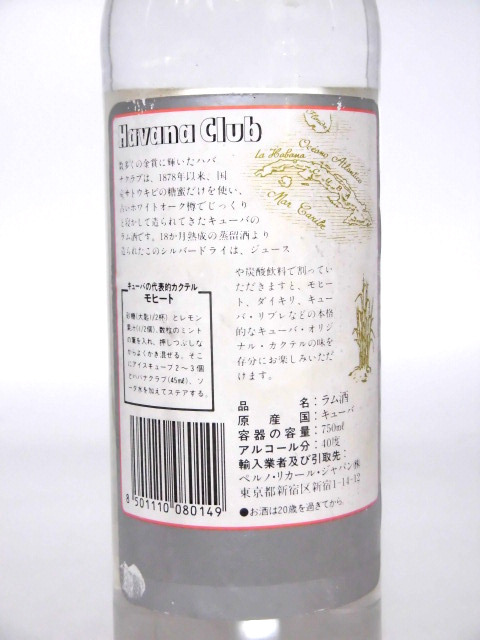 Havana Club
数多くの金賞に輝いたハバ
ナクラブは、1878年以来、国
産サトウキビの糖蜜だけを使い、
古いホワイトオーク樽でじっくり
と寝かして造られてきたキューバの
ラム酒です。18か月熟成の蒸留酒より
造られたこのシルバードライは、ジュース
や炭酸飲料で割ってい
ただきますと、モヒー
ト、ダイキリ、キュー
バ・リブレなどの本格
的なキューバ・オリジ
ナル・カクテルの味を
存分にお楽しみいただ
けます。
Florida
Oceano Atlantico
la Habana
CUBA
Mar Caribe
キューバの代表的カクテル
モヒート
砂糖(大匙1/2杯)とレモン
果汁(1/2個)、数粒のミント
の葉を入れ、押しつぶしな
がらよくかき混ぜる。そこ
にアイスキューブ2〜3個
とハバナクラブ(45㎖)、ソ
ーダ水を加えてステアする。
品名:ラム酒
原産国:キューバ
容器の容量:750㎖
アルコール分:40度
輸入業者及び引取先:
ペルノ・リカール・ジャパン㈱
東京都新宿区新宿1-14-12
●お酒は20歳を過ぎてから。
8 501110 080149